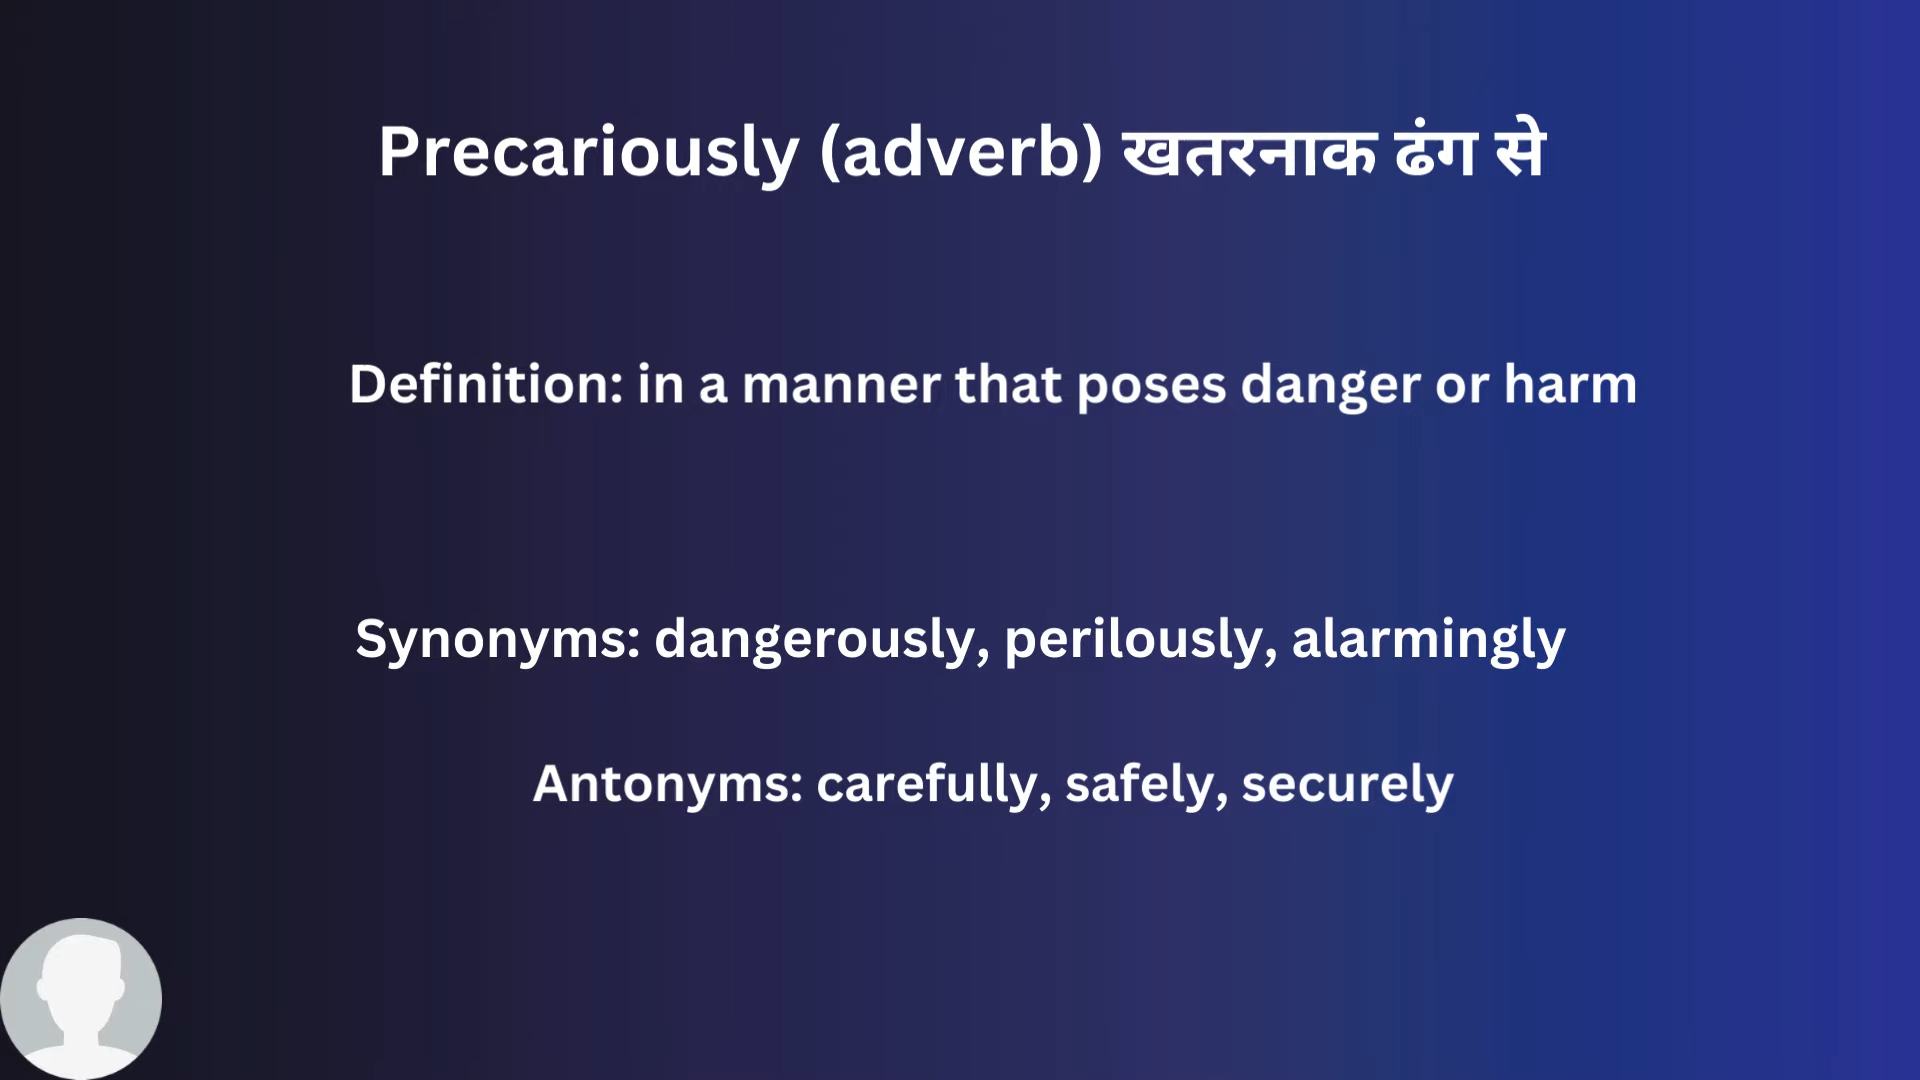 Precariously (adverb) खतरनाक ढंग से
Definition: in a manner that poses danger or harm
Synonyms: dangerously, perilously, alarmingly
Antonyms: carefully, safely, securely